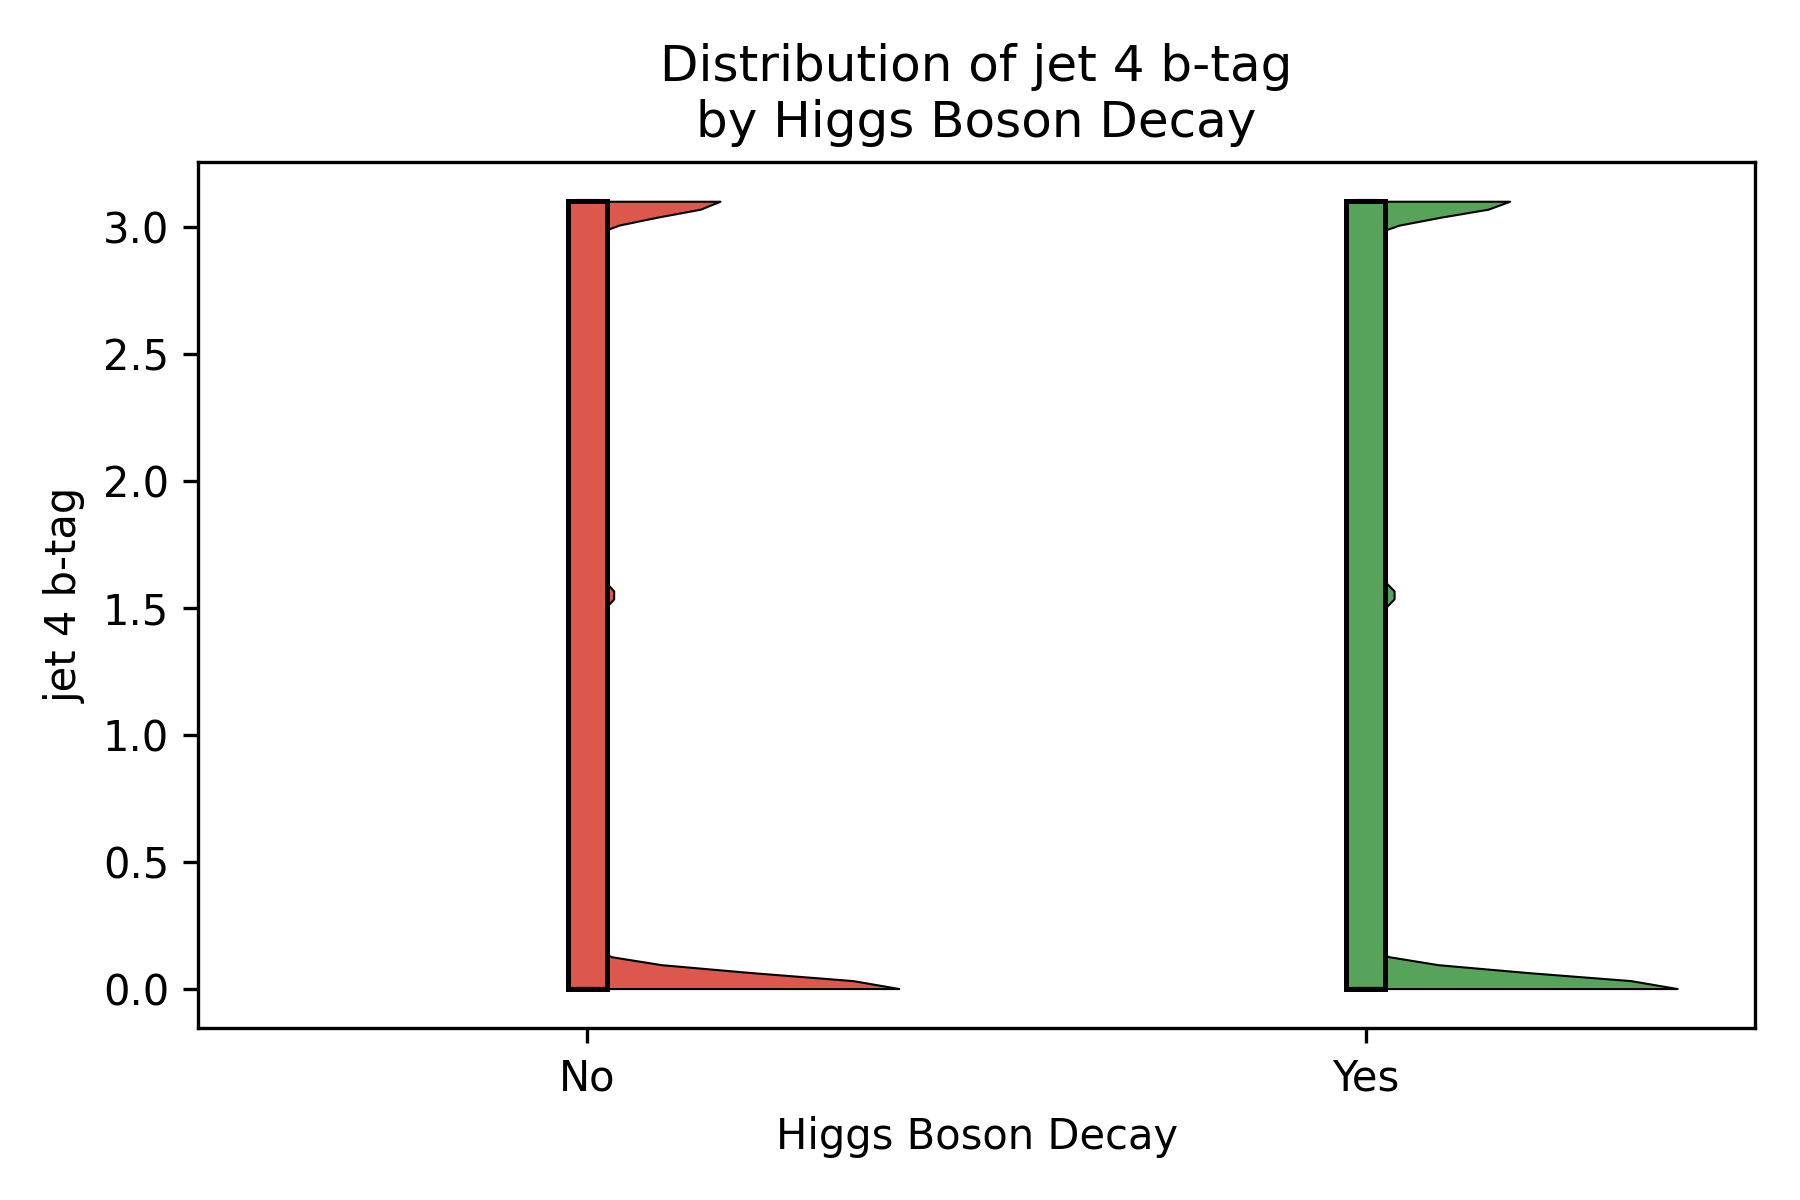 Distribution of jet 4 b-tag
by Higgs Boson Decay
jet 4 b-tag
3.0
2.5
2.0
1.5
1.0
0.5
0.0
No Yes
Higgs Boson Decay